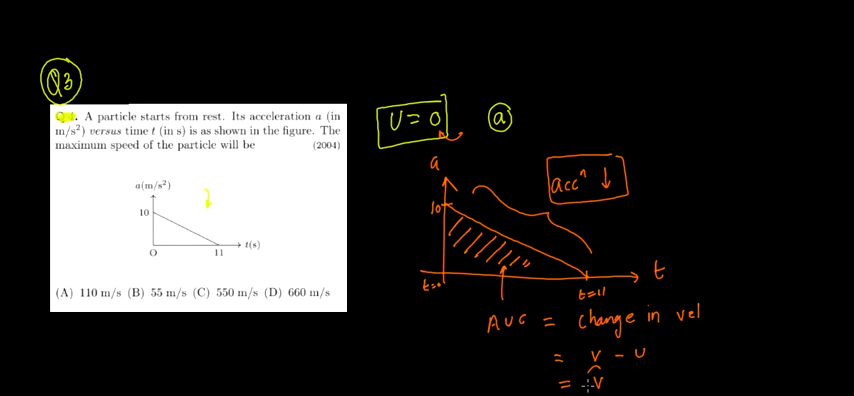 Q3
A particle starts from rest. Its acceleration a (in
m/s²) versus time t (in s) is as shown in the figure. The
maximum speed of the particle will be (2004)
a(m/s²)
10
O
11
t(s)
(A) 110 m/s (B) 55 m/s (C) 550 m/s (D) 660 m/s
U = 0
a
a
accⁿ ↓
10
t
t=0
t=11
AUC = Change in vel
= v - u
= v